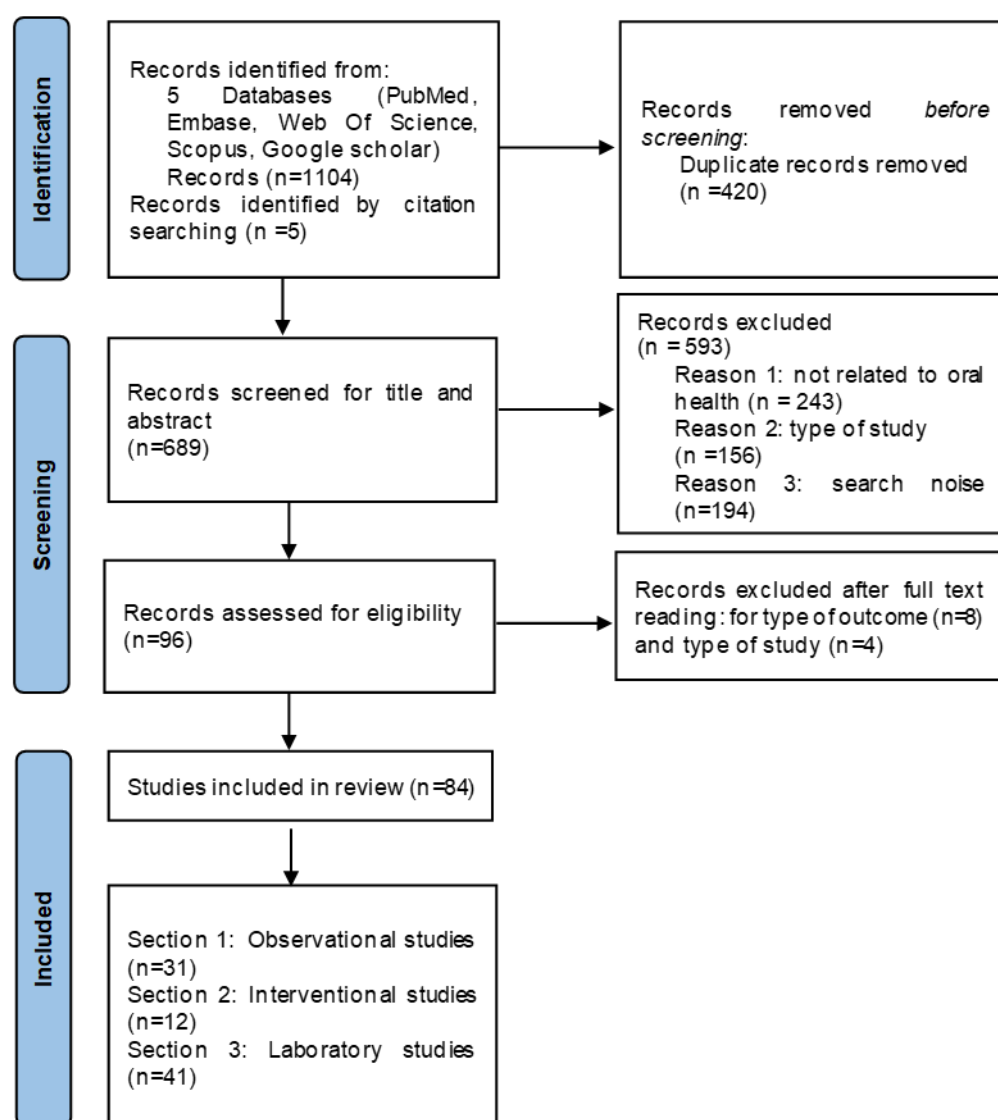 Identification
Records identified from:
5 Databases (PubMed,
Embase, Web Of Science,
Scopus, Google scholar)
Records (n=1104)
Records identified by citation
searching (n =5)
Records removed before
screening:
Duplicate records removed
(n =420)
Screening
Records screened for title and
abstract
(n=689)
Records excluded
(n = 593)
Reason 1: not related to oral
health (n = 243)
Reason 2: type of study
(n =156)
Reason 3: search noise
(n=194)
Records assessed for eligibility
(n=96)
Records excluded after full text
reading: for type of outcome (n=8)
and type of study (n=4)
Included
Studies included in review (n=84)
Section 1: Observational studies
(n=31)
Section 2: Interventional studies
(n=12)
Section 3: Laboratory studies
(n=41)